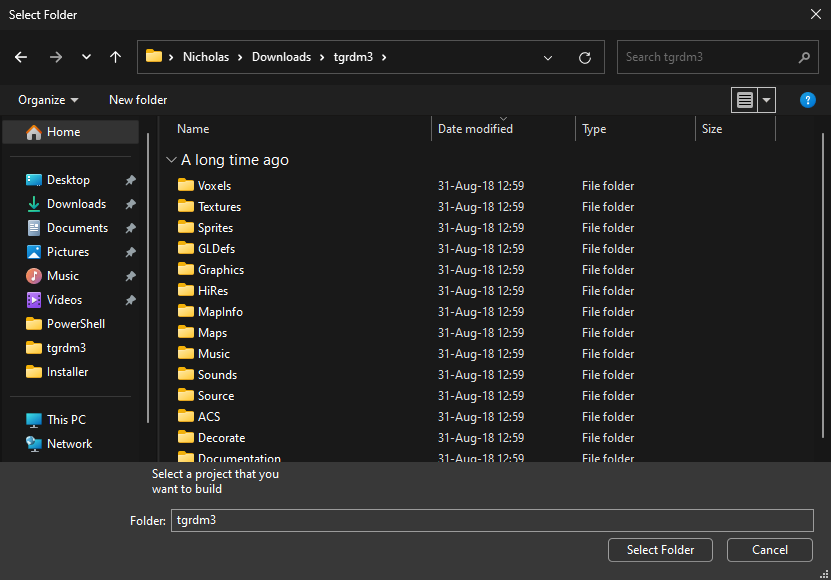 Select Folder
Nicholas Downloads tgrdm3
Search tgrdm3
Organize New folder
?
Name Date modified Type Size
A long time ago
Voxels 31-Aug-18 12:59 File folder
Textures 31-Aug-18 12:59 File folder
Sprites 31-Aug-18 12:59 File folder
GLDefs 31-Aug-18 12:59 File folder
Graphics 31-Aug-18 12:59 File folder
HiRes 31-Aug-18 12:59 File folder
MapInfo 31-Aug-18 12:59 File folder
Maps 31-Aug-18 12:59 File folder
Music 31-Aug-18 12:59 File folder
Sounds 31-Aug-18 12:59 File folder
Source 31-Aug-18 12:59 File folder
ACS 31-Aug-18 12:59 File folder
Decorate 31-Aug-18 12:59 File folder
Documentation 31-Aug-18 12:59 File folder
Home
Desktop
Downloads
Documents
Pictures
Music
Videos
PowerShell
tgrdm3
Installer
This PC
Network
Select a project that you
want to build
Folder: tgrdm3
Select Folder Cancel